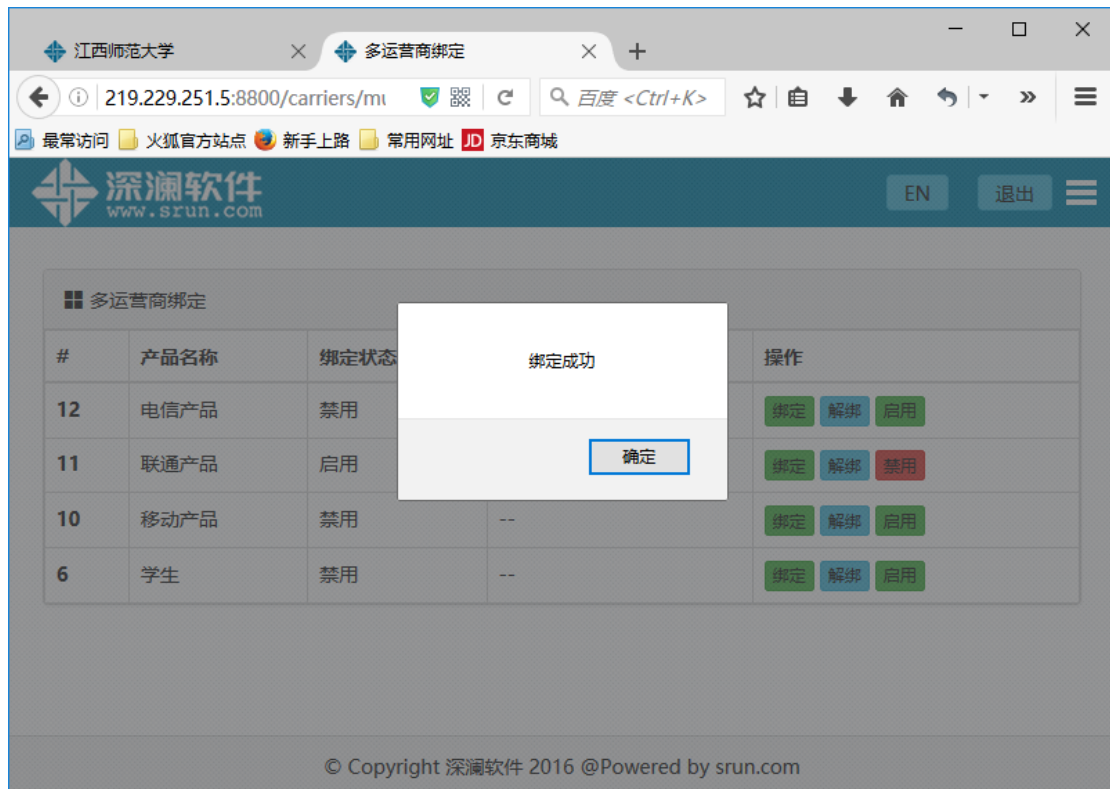 江西师范大学 多运营商绑定
219.229.251.5:8800/carriers/mu 百度 <Ctrl+K>
最常访问 火狐官方站点 新手上路 常用网址 JD 京东商城
深澜软件 EN 退出
www.srun.com
多运营商绑定
# 产品名称 绑定状态 操作
绑定成功
12 电信产品 禁用 绑定 解绑 启用
确定
11 联通产品 启用 绑定 解绑 禁用
10 移动产品 禁用 -- 绑定 解绑 启用
6 学生 禁用 -- 绑定 解绑 启用
© Copyright 深澜软件 2016 @Powered by srun.com